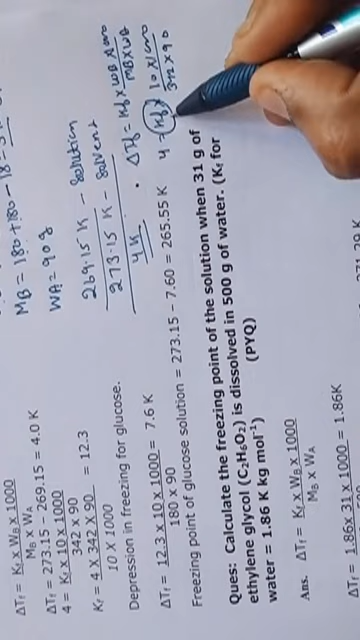 MB = 180+180-18=3
WA = 90g
269.15 K - Solution
273.15 K - Solvent
4K
ΔTf = Kf x WB x 1000
MB x WA
4 = Kf x 10 x 1000
342 x 90
ΔTf = Kf x WB x 1000
MB x WA
ΔTf = 273.15 - 269.15 = 4.0 K
4 = Kf x 10 x 1000
342 x 90
Kf = 4 X 342 X 90 = 12.3
10 X 1000
Depression in freezing for glucose.
ΔTf = 12.3 x 10 x 1000 = 7.6 K
180 x 90
Freezing point of glucose solution = 273.15 - 7.60 = 265.55 K
Ques: Calculate the freezing point of the solution when 31 g of
ethylene glycol (C2H6O2) is dissolved in 500 g of water. (Kf for
water = 1.86 K kg mol⁻¹) (PYQ)
Ans. ΔTf = Kf x WB x 1000
MB x WA
ΔTf = 1.86x 31 x 1000 = 1.86K